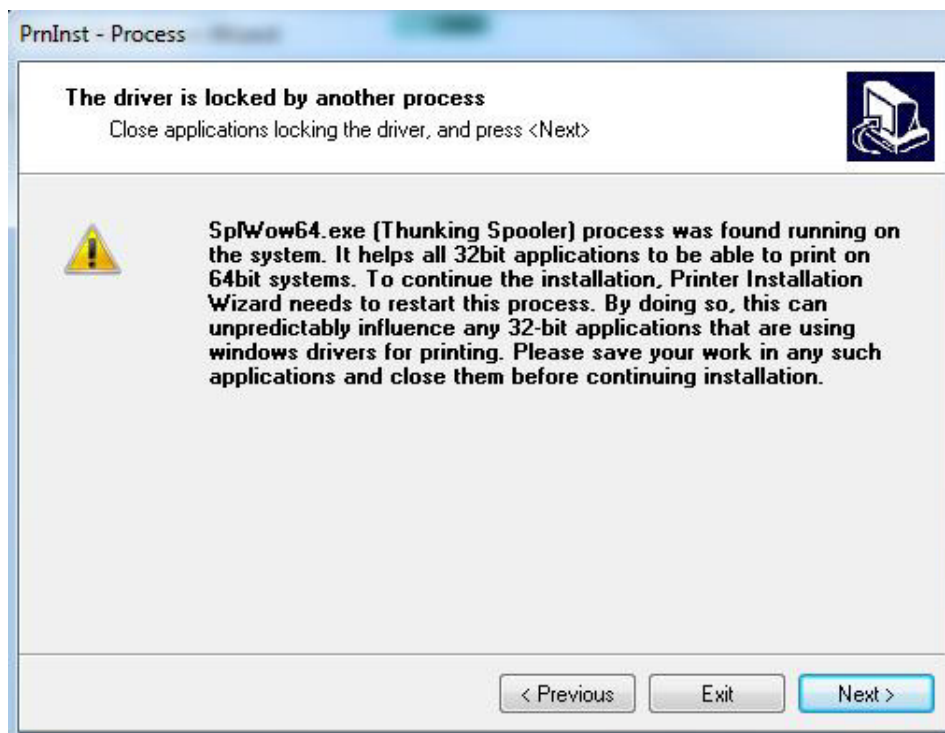 PrnInst - Process
The driver is locked by another process
Close applications locking the driver, and press <Next>
SplWow64.exe (Thunking Spooler) process was found running on
the system. It helps all 32bit applications to be able to print on
64bit systems. To continue the installation, Printer Installation
Wizard needs to restart this process. By doing so, this can
unpredictably influence any 32-bit applications that are using
windows drivers for printing. Please save your work in any such
applications and close them before continuing installation.
< Previous
Exit
Next >